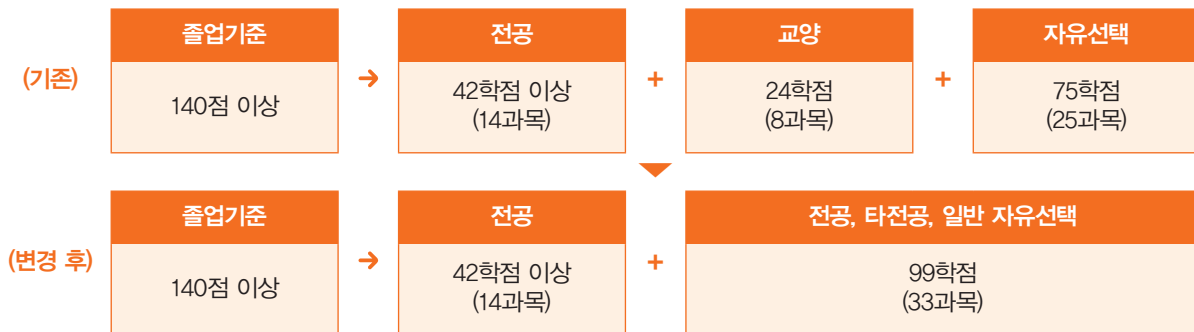 졸업기준
전공
교양
자유선택
(기존)
140점 이상
→
42학점 이상
(14과목)
+
24학점
(8과목)
+
75학점
(25과목)
졸업기준
전공
전공, 타전공, 일반 자유선택
(변경 후)
140점 이상
→
42학점 이상
(14과목)
+
99학점
(33과목)